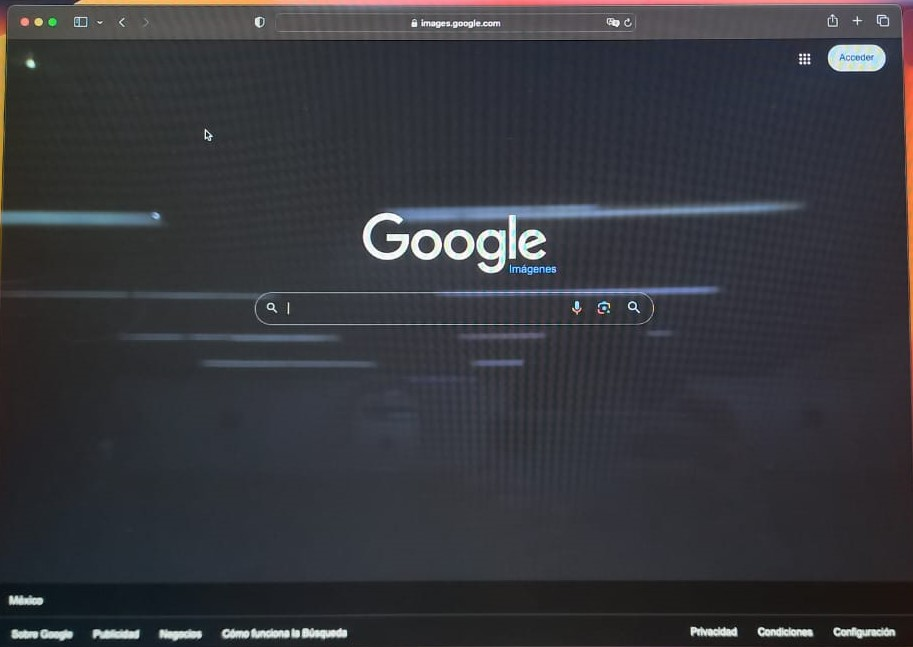 images.google.com
Acceder
Google
Imágenes
México
Sobre Google Publicidad Negocios Cómo funciona la Búsqueda Privacidad Condiciones Configuración